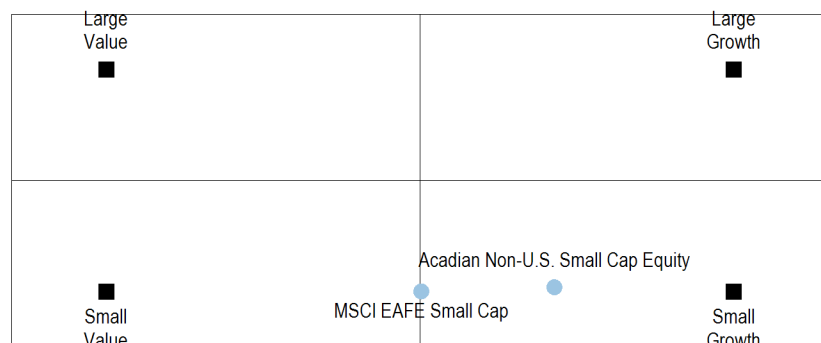 Large
Value
Large
Growth
Acadian Non-U.S. Small Cap Equity
MSCI EAFE Small Cap
Small
Value
Small
Growth